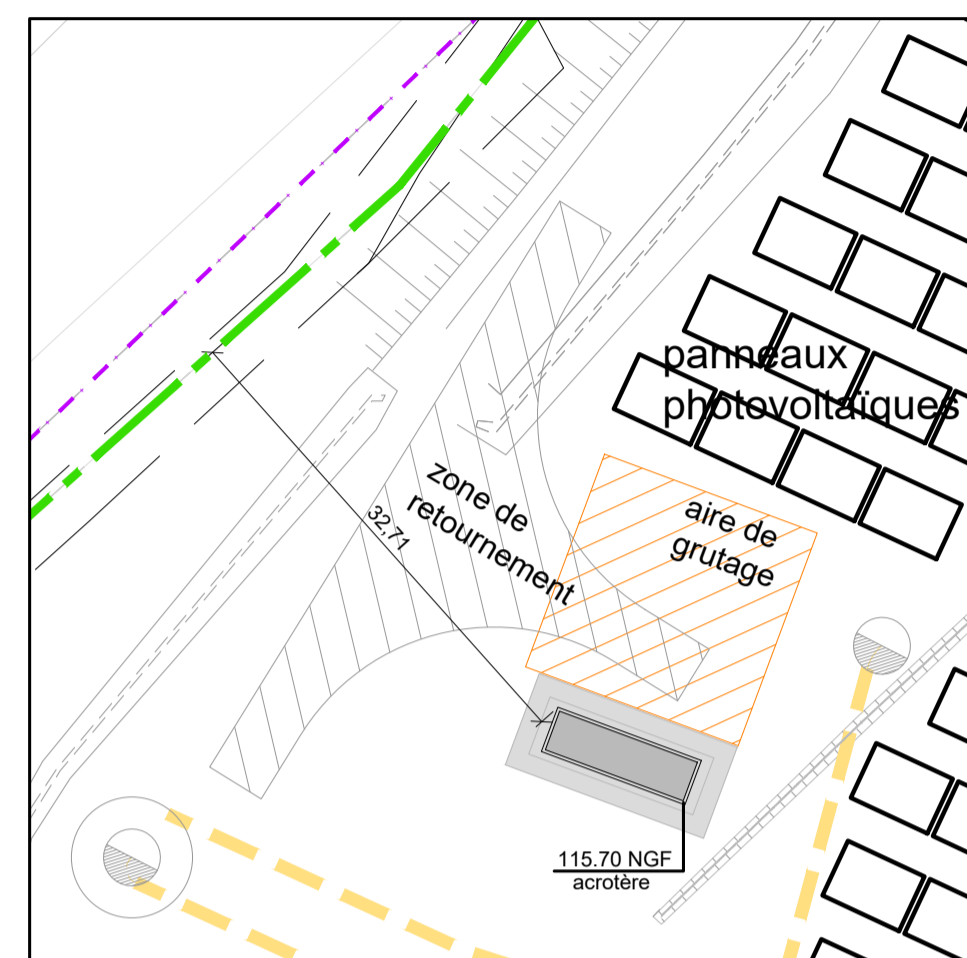 panneaux
photovoltaïques
zone de
retournement
aire de
grutage
32,71
115.70 NGF
acrotère